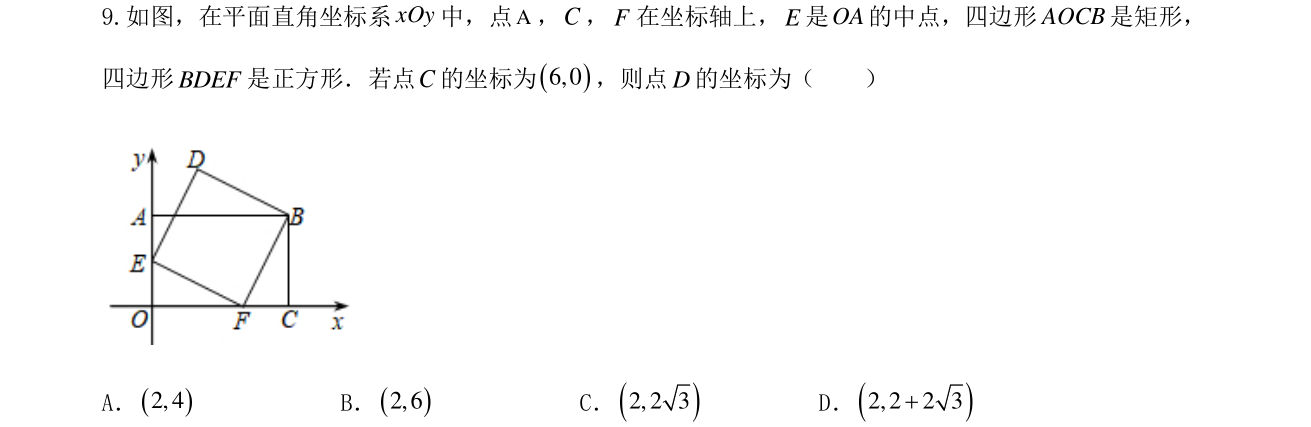 9.如图，在平面直角坐标系xOy中，点A，C，F在坐标轴上，E是OA的中点，四边形AOCB是矩形，
四边形BDEF是正方形．若点C的坐标为(6,0)，则点D的坐标为（　　）
y D
A B
E
O F C x
A．(2,4)　B．(2,6)　C．(2,2√3)　D．(2,2+2√3)